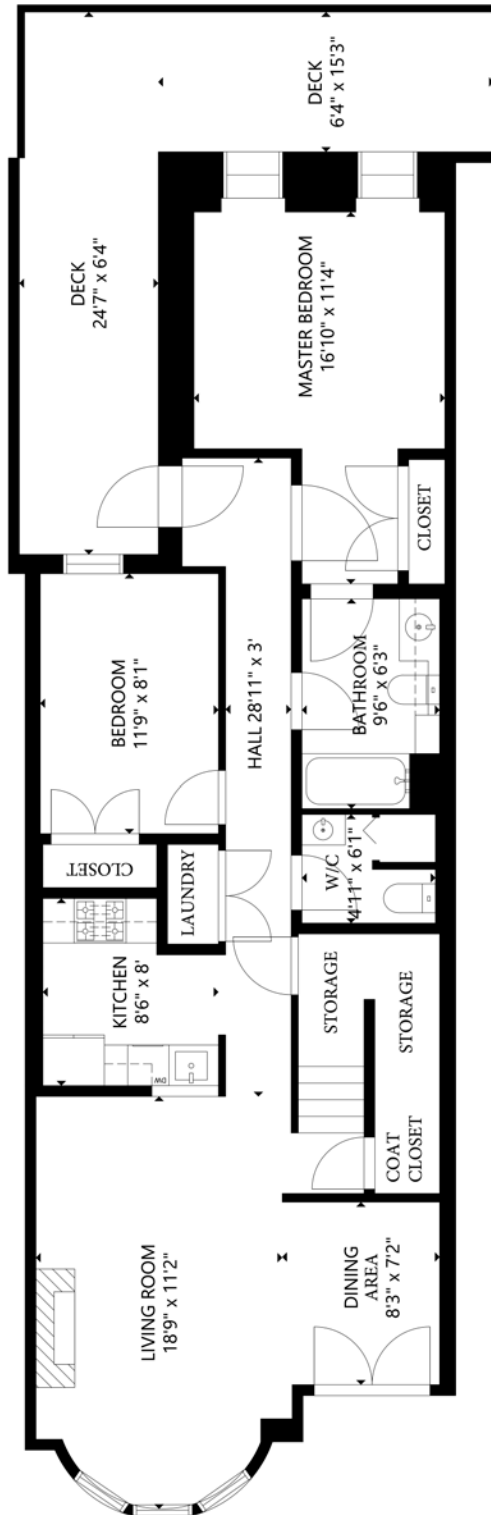 DECK
6'4" x 15'3"
DECK
24'7" x 6'4"
MASTER BEDROOM
16'10" x 11'4"
CLOSET
BEDROOM
11'9" x 8'1"
HALL 28'11" x 3'
BATHROOM
9'6" x 6'3"
CLOSET
LAUNDRY
W/C
4'11" x 6'1"
KITCHEN
8'6" x 8'
DW
STORAGE
STORAGE
COAT
CLOSET
LIVING ROOM
18'9" x 11'2"
DINING
AREA
8'3" x 7'2"